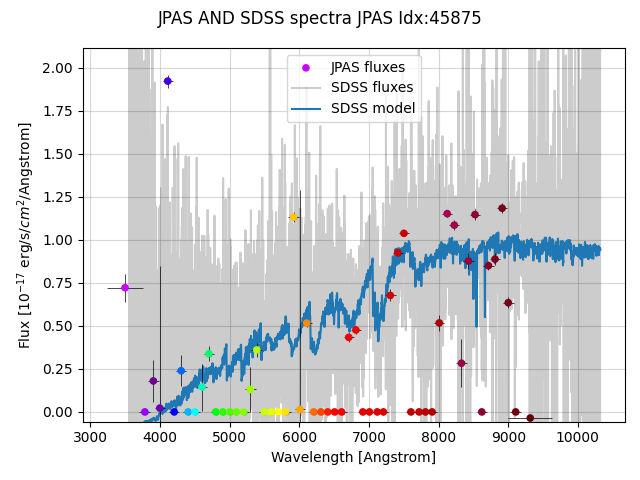 JPAS AND SDSS spectra JPAS Idx:45875
JPAS fluxes
SDSS fluxes
SDSS model
Flux [10⁻¹⁷ erg/s/cm²/Angstrom]
2.00
1.75
1.50
1.25
1.00
0.75
0.50
0.25
0.00
3000 4000 5000 6000 7000 8000 9000 10000
Wavelength [Angstrom]